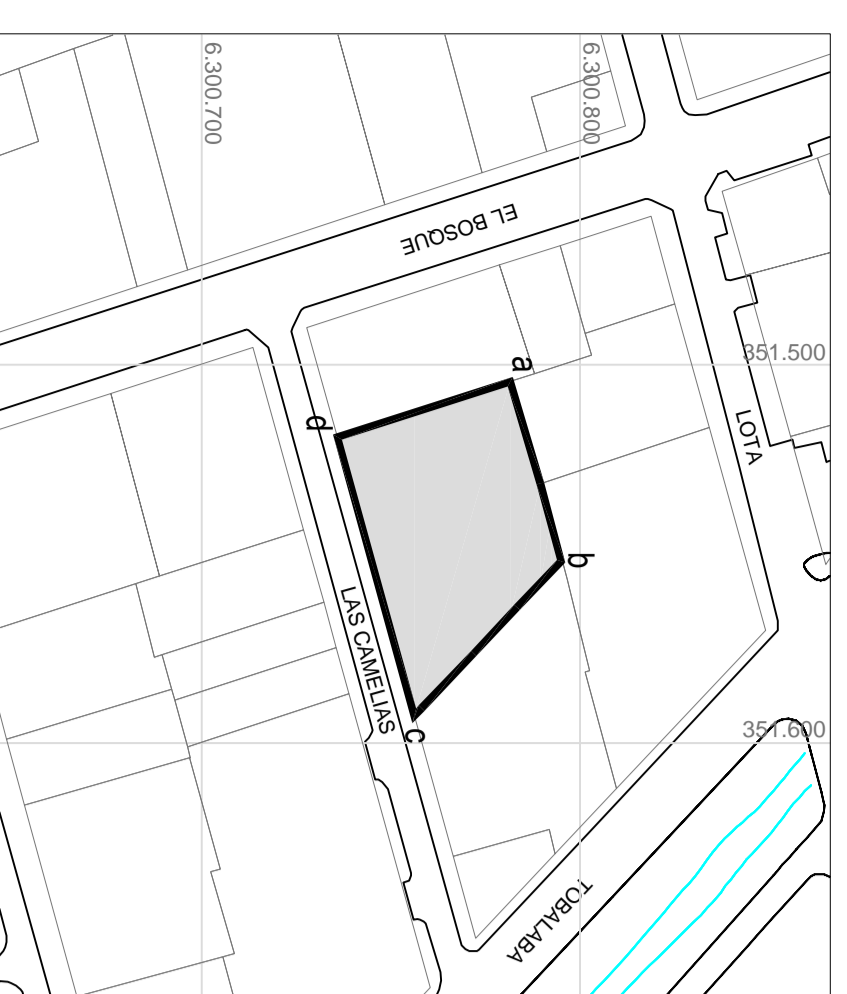 6.300.700
6.300.800
EL BOSQUE
351.500
a
d
LOTA
b
LAS CAMELIAS
351.600
c
TOBALABA